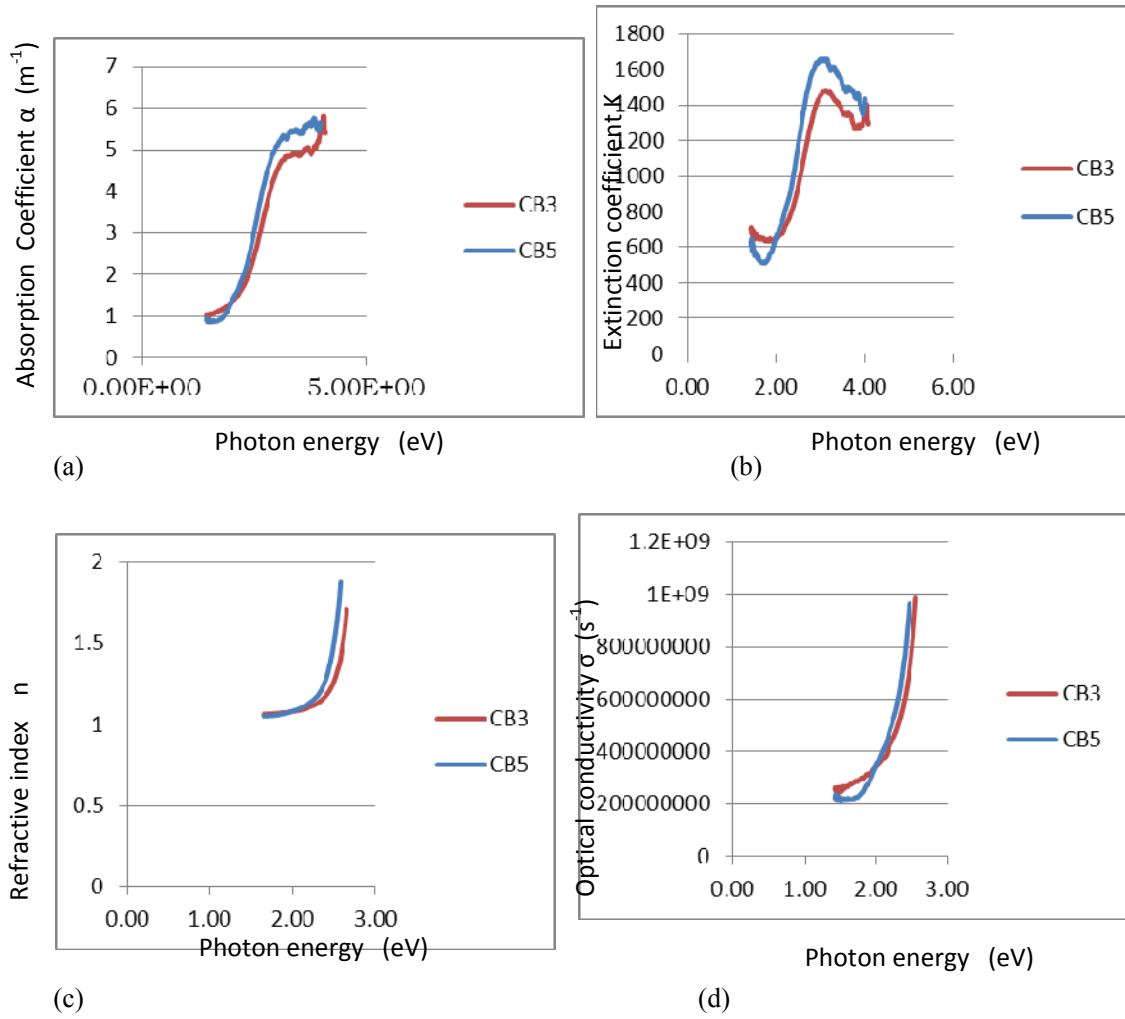 Absorption Coefficient α (m-1)
7
6
5
4
3
2
1
0
0.00E+00 5.00E+00
CB3
CB5
Photon energy (eV)
(a)
Extinction coefficient K
1800
1600
1400
1200
1000
800
600
400
200
0
0.00 2.00 4.00 6.00
CB3
CB5
Photon energy (eV)
(b)
Refractive index n
2
1.5
1
0.5
0
0.00 1.00 2.00 3.00
CB3
CB5
Photon energy (eV)
(c)
Optical conductivity σ (s-1)
1.2E+09
1E+09
800000000
600000000
400000000
200000000
0
0.00 1.00 2.00 3.00
CB3
CB5
Photon energy (eV)
(d)